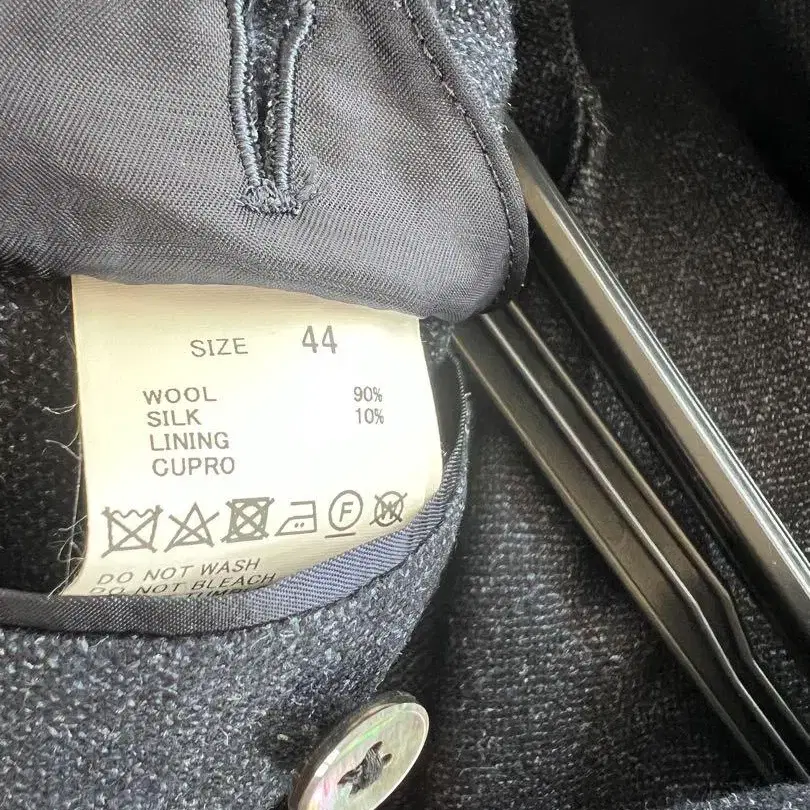 SIZE 44
WOOL 90%
SILK 10%
LINING
CUPRO
F
W
DO NOT WASH
DO NOT BLEACH